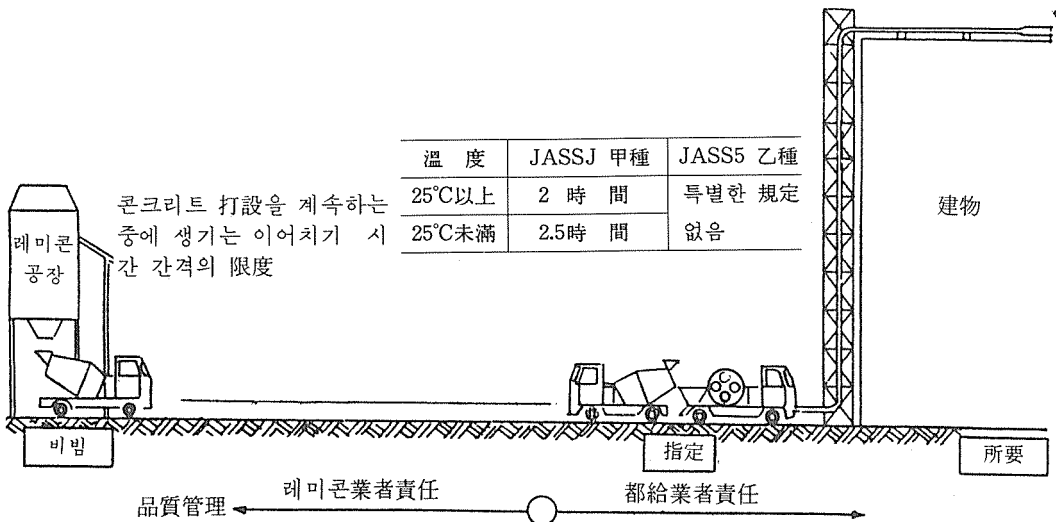 溫 度 JASSJ 甲種 JASS5 乙種
25℃以上 2 時 間 특별한 規定
25℃未滿 2.5時 間 없음
콘크리트 打設을 계속하는
중에 생기는 이어치기 시
간 간격의 限度
레미콘
공장
建物
비빔
指定
所要
品質管理 레미콘業者責任 都給業者責任